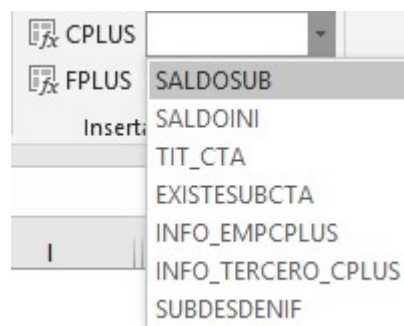 CPLUS
FPLUS
SALDOSUB
Inserta
SALDOINI
TIT_CTA
EXISTESUBCTA
I
INFO_EMPCPLUS
INFO_TERCERO_CPLUS
SUBDESDENIF